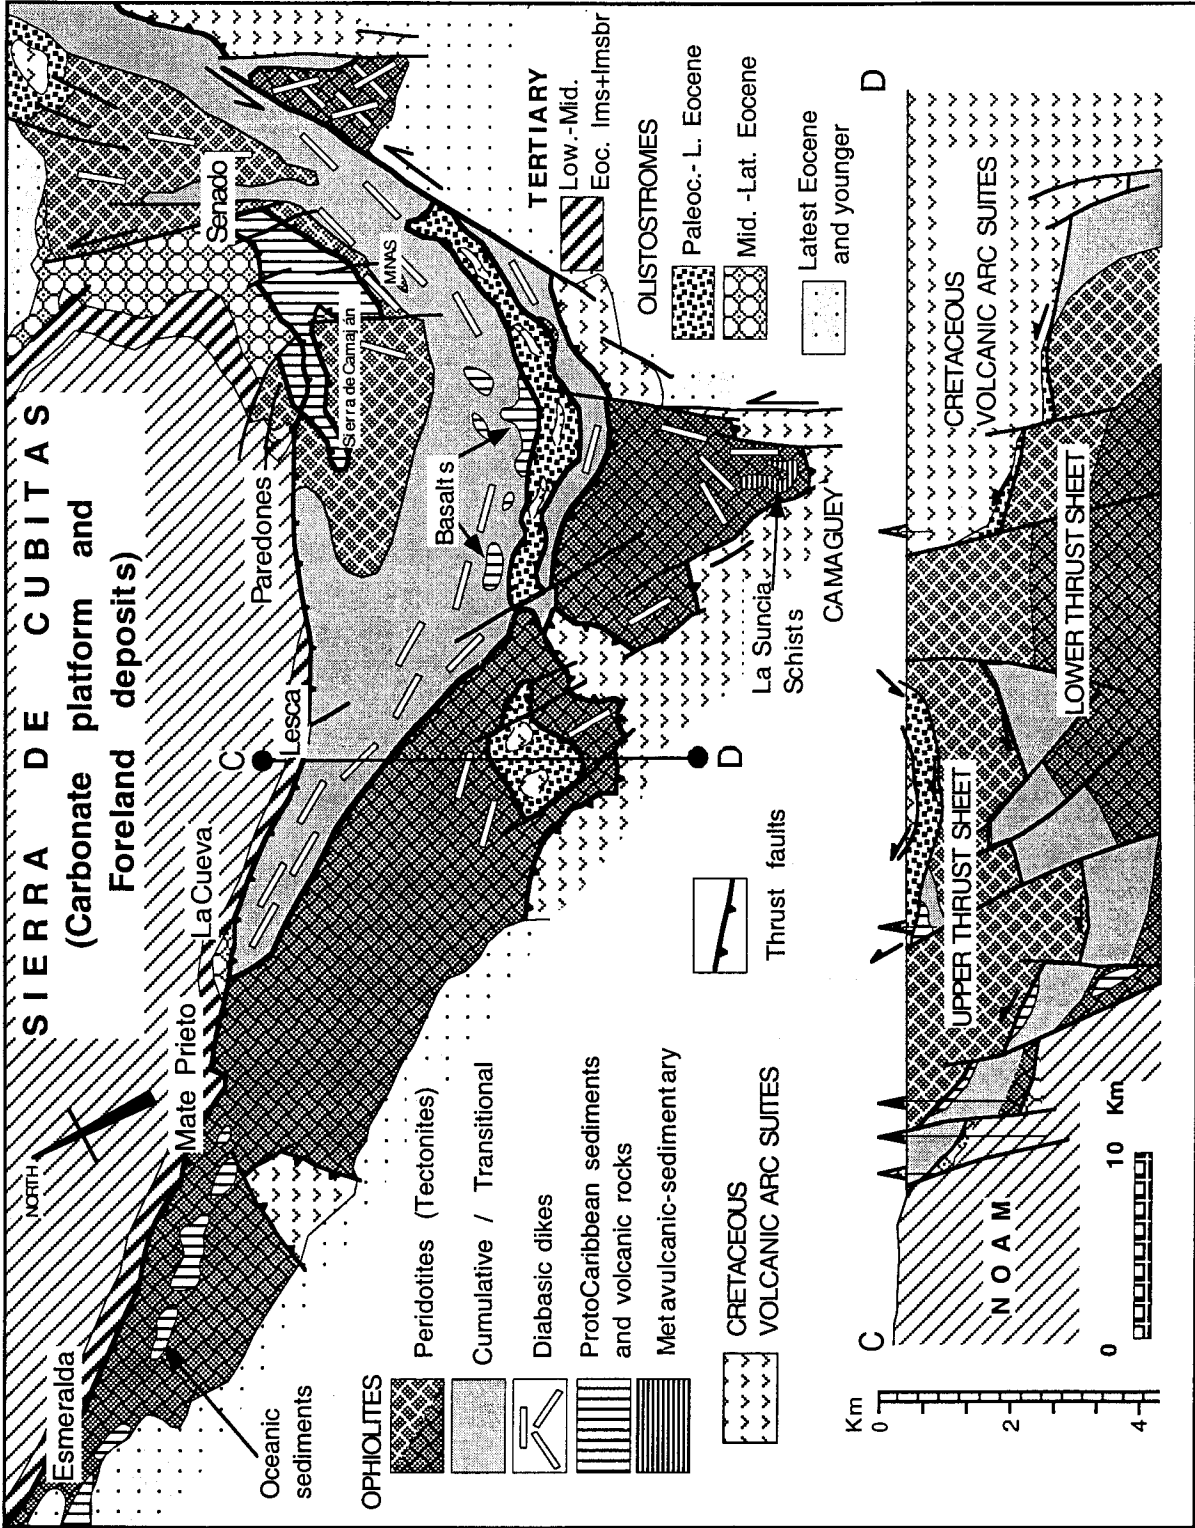 SIERRA DE CUBITAS
(Carbonate platform and
Foreland deposits)
NORTH
Esmeralda
Mate Prieto
La Cueva
C
Lesca
Paredones
Sierra de Camaján
Senado
MNAS
Oceanic
sediments
Basalts
D
La Suncia
Schists
CAMAGUEY
OPHIOLITES
Peridotites (Tectonites)
Cumulative / Transitional
Diabasic dikes
ProtoCaribbean sediments
and volcanic rocks
Metavulcanic-sedimentary
CRETACEOUS
VOLCANIC ARC SUITES
Thrust faults
TERTIARY
Low.-Mid.
Eoc. lms+lmsbr
OLISTOSTROMES
Paleoc.- L. Eocene
Mid. -Lat. Eocene
Latest Eocene
and younger
Km
0
2
4
C
D
NOAM
UPPER THRUST SHEET
LOWER THRUST SHEET
CRETACEOUS
VOLCANIC ARC SUITES
0
10
Km